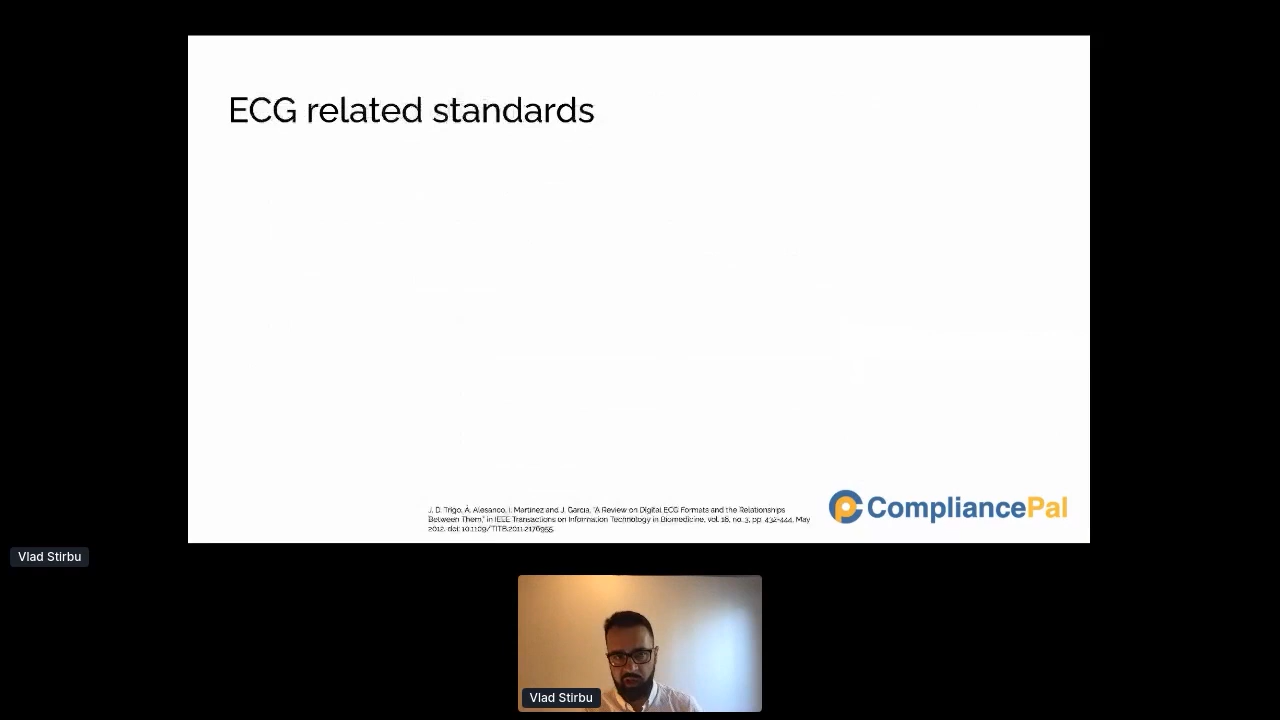 ECG related standards
J. D. Trigo, Á. Alesanco, I. Martínez and J. García, "A Review on Digital ECG Formats and the Relationships
Between Them," in IEEE Transactions on Information Technology in Biomedicine, vol. 16, no. 3, pp. 432-444, May
2012, doi: 10.1109/TITB.2011.2176955.
CompliancePal
Vlad Stirbu
Vlad Stirbu